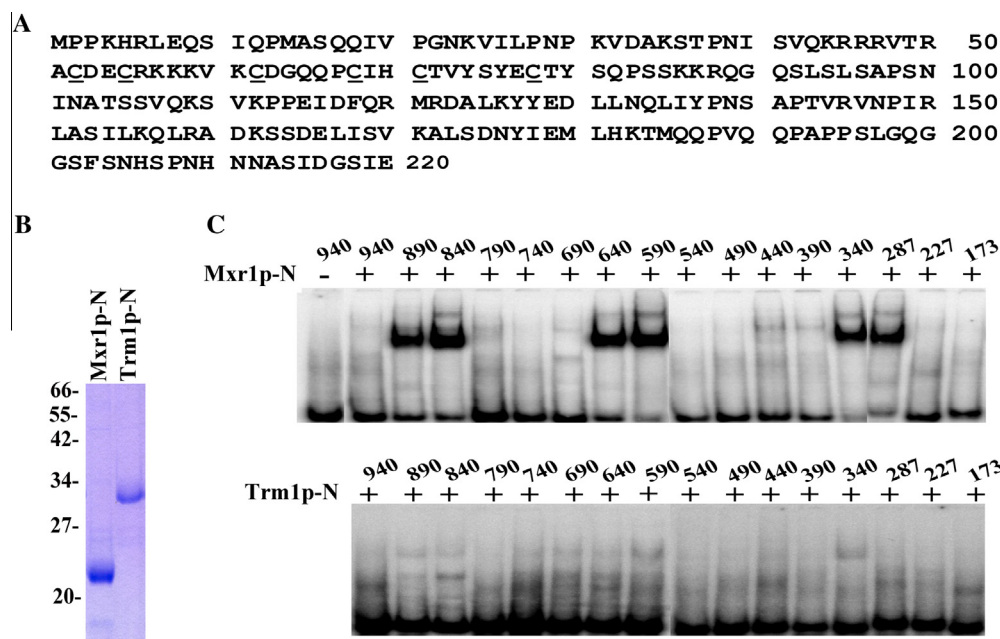 A
MPPKHRLEQS IQPMASQQIV PGNKVILPNP KVDAKSTPNI SVQKRRRVTR 50
ACDECRKKKV KCDGQQPCIH CTVYSYECTY SQPSSKKRQG QSLSLSAPSN 100
INATSSVQKS VKPPEIDFQR MRDALKYYED LLNQLIYPNS APTVRVNPIR 150
LASILKQLRA DKSSDELISV KALSDNYIEM LHKTMQQPVQ QPAPPSLGQG 200
GSFSNHSPNH NNASIDGSIE 220
B
Mxr1p-N
Trm1p-N
66-
55-
42-
34-
27-
20-
C
940 940 890 840 790 740 690 640 590 540 490 440 390 340 287 227 173
Mxr1p-N - + + + + + + + + + + + + + + + +
940 890 840 790 740 690 640 590 540 490 440 390 340 287 227 173
Trm1p-N + + + + + + + + + + + + + + + +